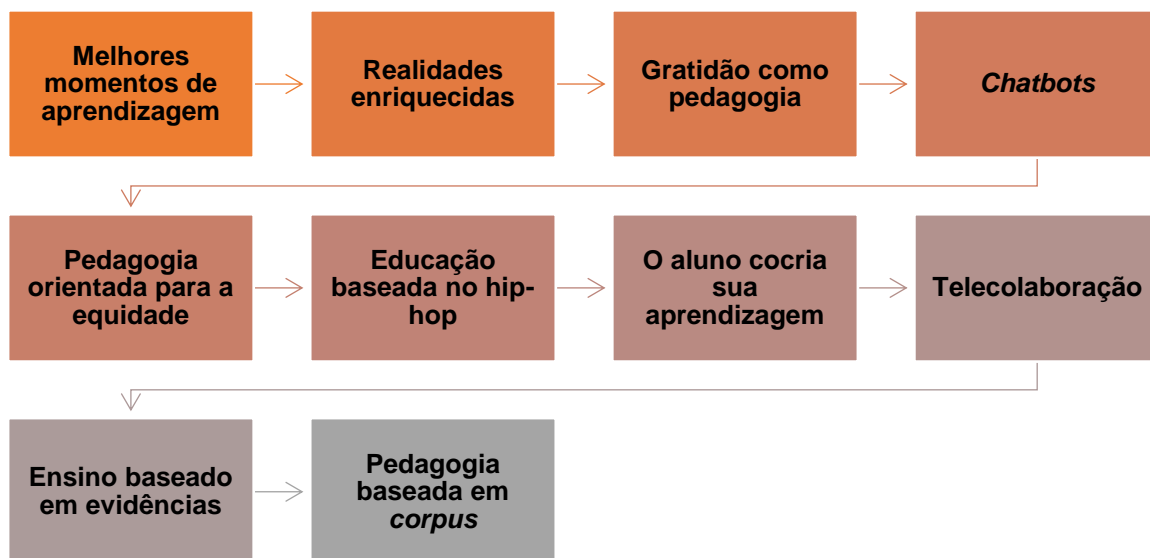 Melhores
momentos de
aprendizagem
Realidades
enriquecidas
Gratidão como
pedagogia
Chatbots
Pedagogia
orientada para a
equidade
Educação
baseada no hip-
hop
O aluno cocria
sua
aprendizagem
Telecolaboração
Ensino baseado
em evidências
Pedagogia
baseada em
corpus